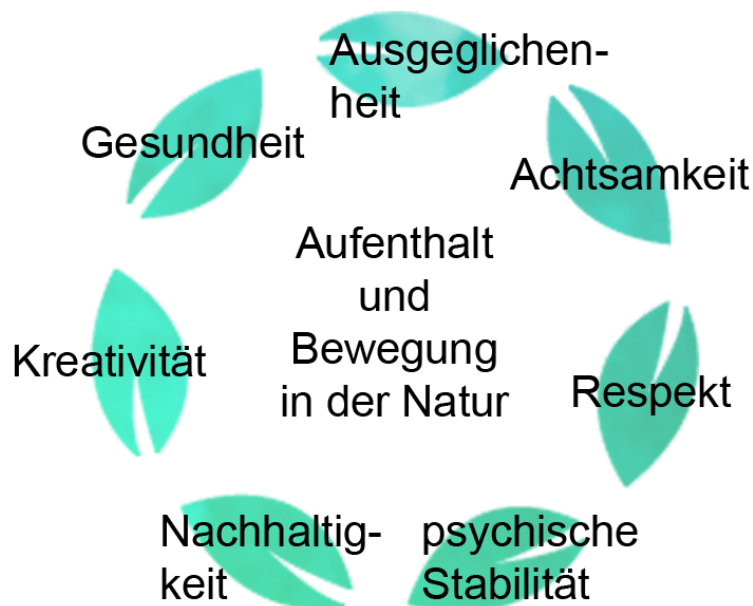 Ausgeglichen-
heit
Gesundheit
Achtsamkeit
Aufenthalt
und
Bewegung
in der Natur
Kreativität
Respekt
Nachhaltig-
keit
psychische
Stabilität